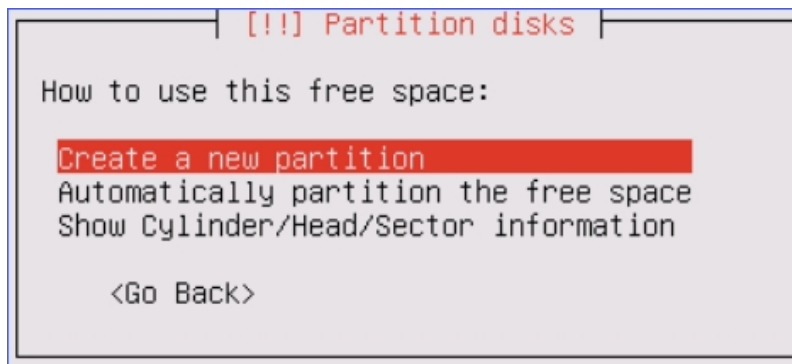 [!!] Partition disks
How to use this free space:
Create a new partition
Automatically partition the free space
Show Cylinder/Head/Sector information
<Go Back>